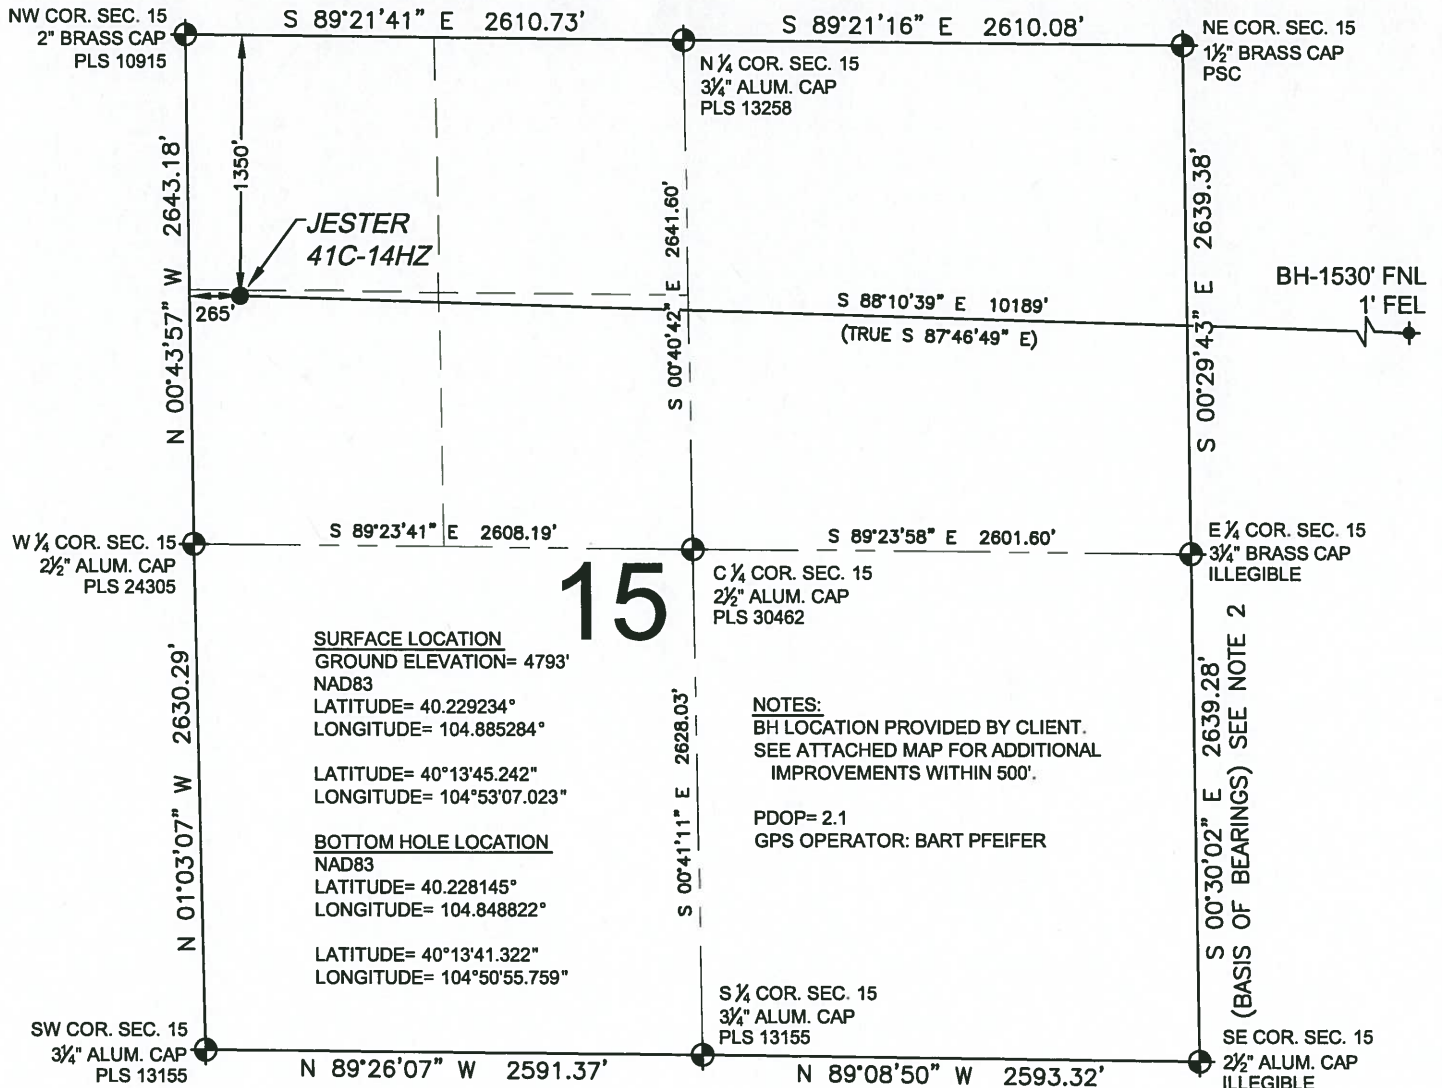 NW COR. SEC. 15
2" BRASS CAP
PLS 10915
S 89°21'41" E 2610.73'
S 89°21'16" E 2610.08'
NE COR. SEC. 15
1½" BRASS CAP
PSC
N ¼ COR. SEC. 15
3¼" ALUM. CAP
PLS 13258
N 00°43'57" W 2643.18'
1350'
JESTER
41C-14HZ
265'
S 00°40'42" E 2641.60'
S 88°10'39" E 10189'
(TRUE S 87°46'49" E)
S 00°29'43" E 2639.38'
BH-1530' FNL
1' FEL
W ¼ COR. SEC. 15
2½" ALUM. CAP
PLS 24305
S 89°23'41" E 2608.19'
S 89°23'58" E 2601.60'
E ¼ COR. SEC. 15
3¼" BRASS CAP
ILLEGIBLE
15
C ¼ COR. SEC. 15
2½" ALUM. CAP
PLS 30462
N 01°03'07" W 2630.29'
SURFACE LOCATION
GROUND ELEVATION= 4793'
NAD83
LATITUDE= 40.229234°
LONGITUDE= 104.885284°
LATITUDE= 40°13'45.242"
LONGITUDE= 104°53'07.023"
BOTTOM HOLE LOCATION
NAD83
LATITUDE= 40.228145°
LONGITUDE= 104.848822°
LATITUDE= 40°13'41.322"
LONGITUDE= 104°50'55.759"
S 00°41'11" E 2628.03'
NOTES:
BH LOCATION PROVIDED BY CLIENT.
SEE ATTACHED MAP FOR ADDITIONAL
IMPROVEMENTS WITHIN 500'.
PDOP= 2.1
GPS OPERATOR: BART PFEIFER
S 00°30'02" E 2639.28'
(BASIS OF BEARINGS) SEE NOTE 2
SW COR. SEC. 15
3¼" ALUM. CAP
PLS 13155
N 89°26'07" W 2591.37'
S ¼ COR. SEC. 15
3¼" ALUM. CAP
PLS 13155
N 89°08'50" W 2593.32'
SE COR. SEC. 15
2½" ALUM. CAP
ILLEGIBLE